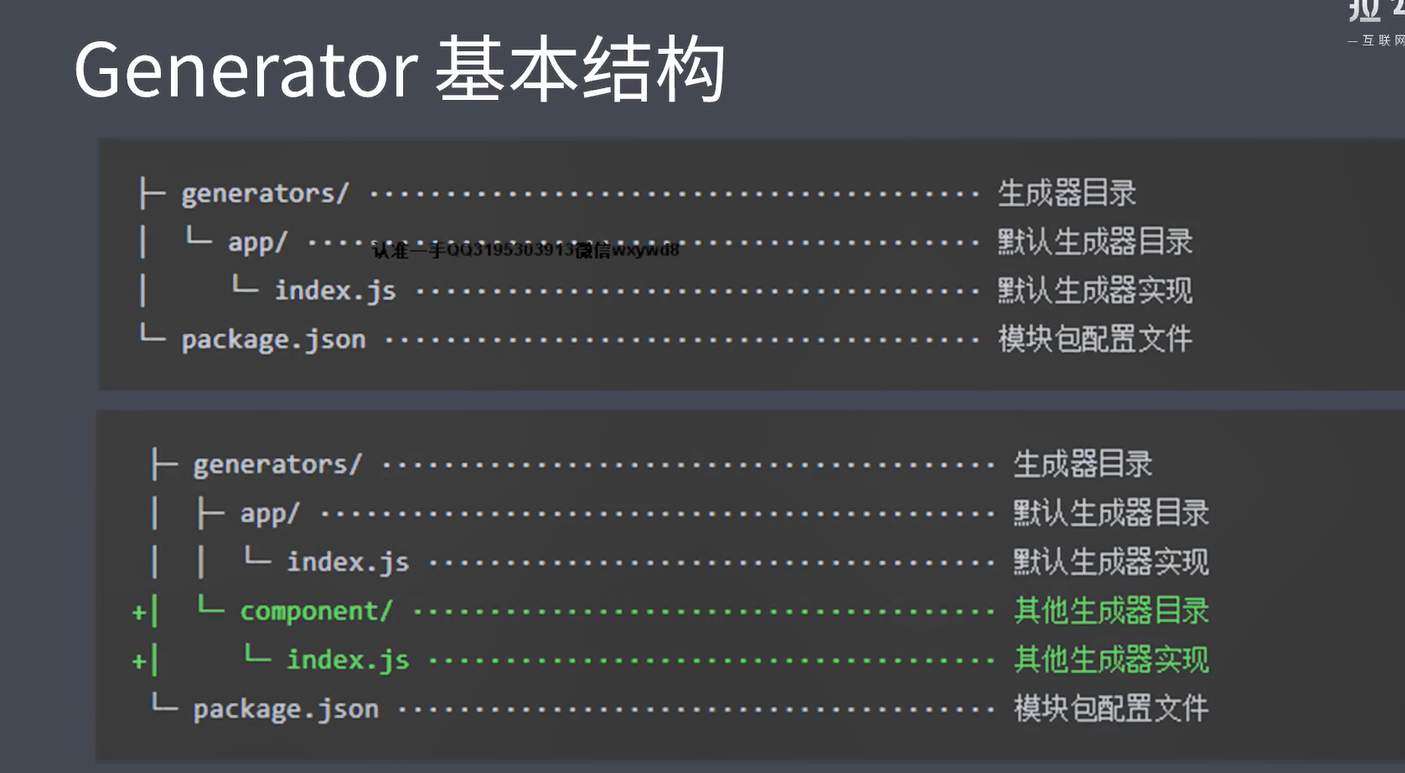 Generator 基本结构
一互联网
├─ generators/ ········································ 生成器目录
│  └─ app/ ············································ 默认生成器目录
认准一手QQ3195303913微信wxywd8
│     └─ index.js ····································· 默认生成器实现
└─ package.json ······································· 模块包配置文件
├─ generators/ ········································ 生成器目录
│  ├─ app/ ············································ 默认生成器目录
│  │  └─ index.js ····································· 默认生成器实现
+│  └─ component/ ······································ 其他生成器目录
+│     └─ index.js ····································· 其他生成器实现
└─ package.json ······································· 模块包配置文件